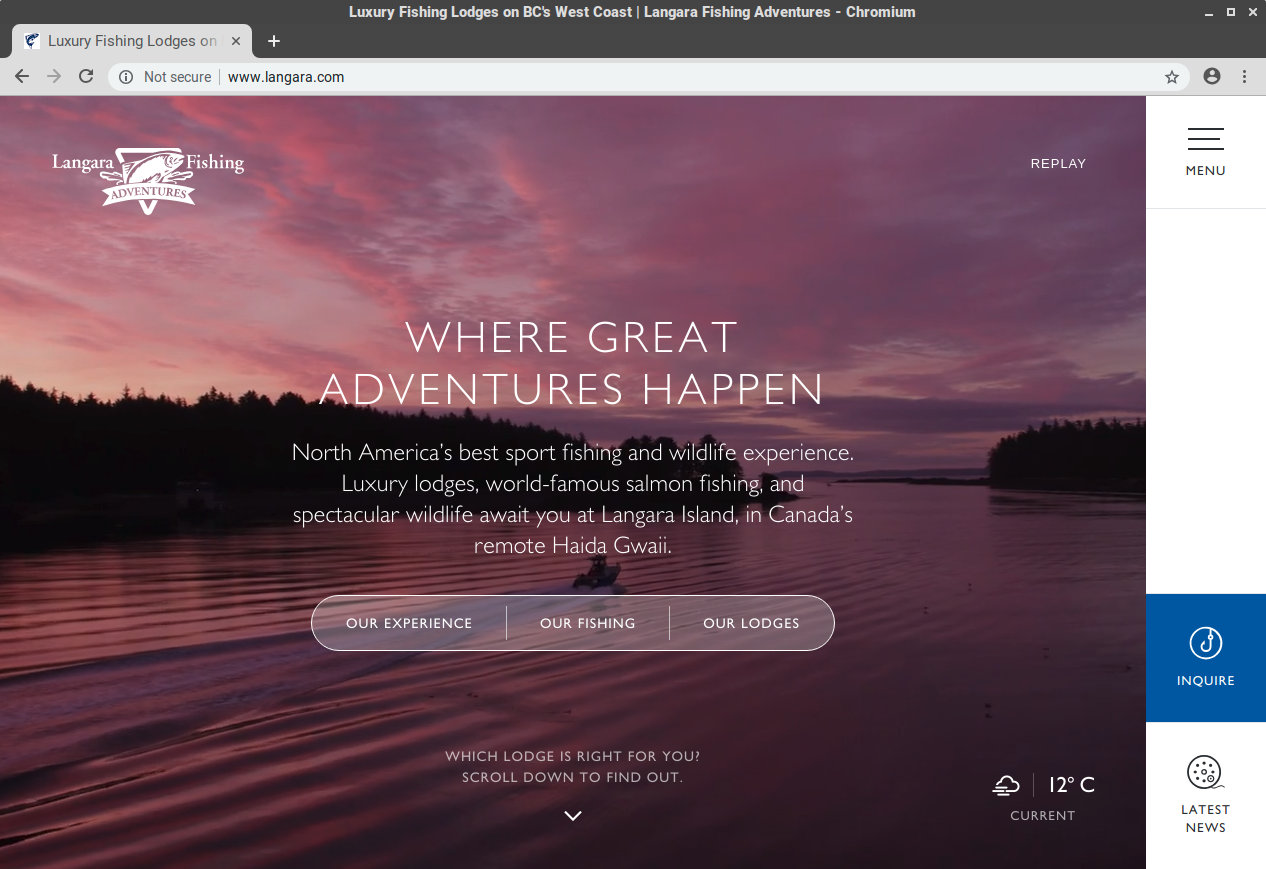 Luxury Fishing Lodges on BC's West Coast | Langara Fishing Adventures - Chromium
Luxury Fishing Lodges on
Not secure
www.langara.com
Langara Fishing
ADVENTURES
REPLAY
MENU
WHERE GREAT
ADVENTURES HAPPEN
North America’s best sport fishing and wildlife experience.
Luxury lodges, world-famous salmon fishing, and
spectacular wildlife await you at Langara Island, in Canada’s
remote Haida Gwaii.
OUR EXPERIENCE
OUR FISHING
OUR LODGES
INQUIRE
WHICH LODGE IS RIGHT FOR YOU?
SCROLL DOWN TO FIND OUT.
12° C
CURRENT
LATEST
NEWS